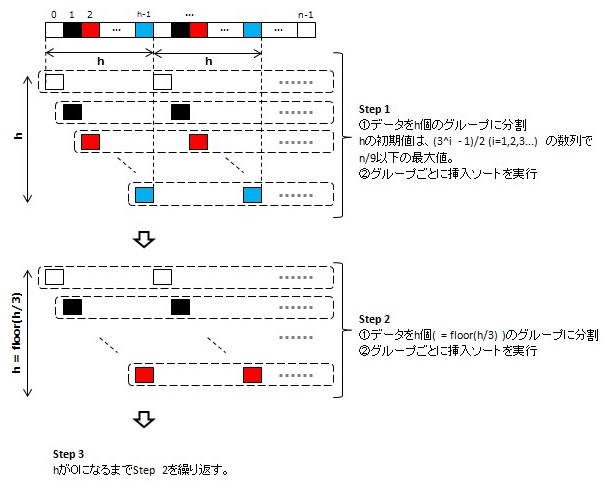 0 1 2 h-1 ... n-1
... ... ...
h h
......
h
......
......
......
Step 1
①データをh個のグループに分割
hの初期値は、(3^i - 1)/2 (i=1,2,3...) の数列で
n/9以下の最大値。
②グループごとに挿入ソートを実行
......
h = floor(h/3)
......
......
......
Step 2
①データをh個( = floor(h/3) )のグループに分割
②グループごとに挿入ソートを実行
Step 3
hが0になるまでStep 2を繰り返す。